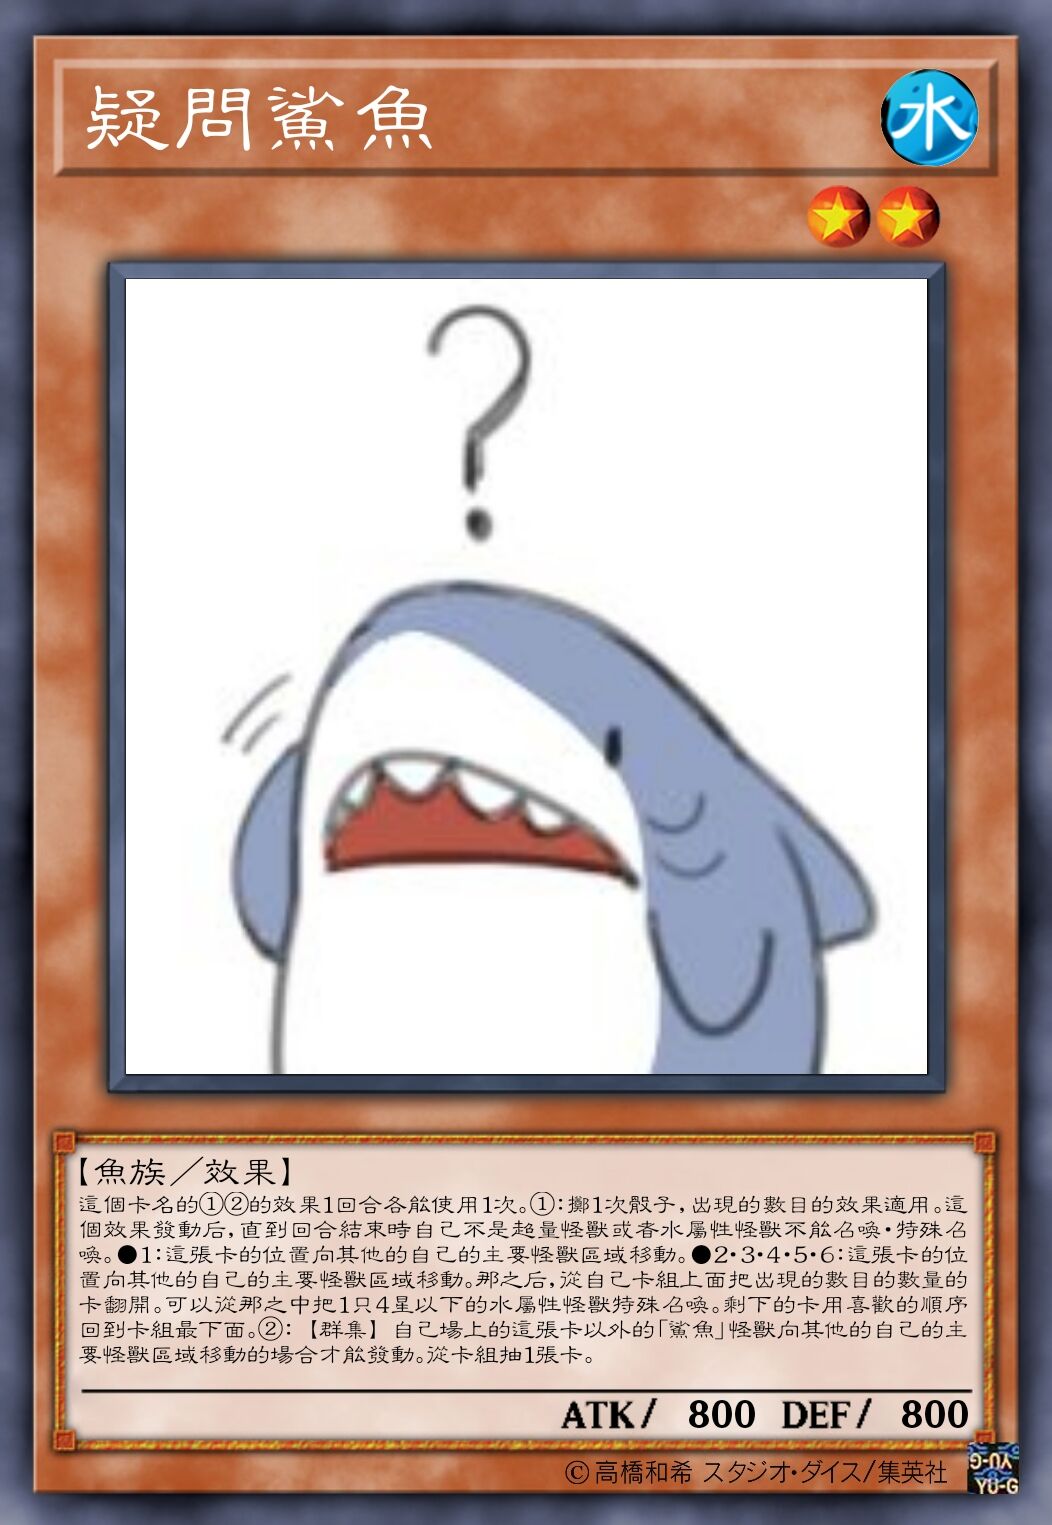 疑問鯊魚
水
?
【魚族／效果】
這個卡名的①②的效果1回合各能使用1次。①：擲1次骰子，出現的數目的效果適用。這
個效果發動后，直到回合結束時自己不是超量怪獸或者水屬性怪獸不能召喚・特殊召
喚。●1：這張卡的位置向其他的自己的主要怪獸區域移動。●2・3・4・5・6：這張卡的位
置向其他的自己的主要怪獸區域移動。那之后，從自己卡組上面把出現的數目的數量的
卡翻開。可以從那之中把1只4星以下的水屬性怪獸特殊召喚。剩下的卡用喜歡的順序
回到卡組最下面。②：【群集】自己場上的這張卡以外的「鯊魚」怪獸向其他的自己的主
要怪獸區域移動的場合才能發動。從卡組抽1張卡。
ATK/ 800 DEF/ 800
©高橋和希 スタジオ・ダイス/集英社
YU-G
YU-G